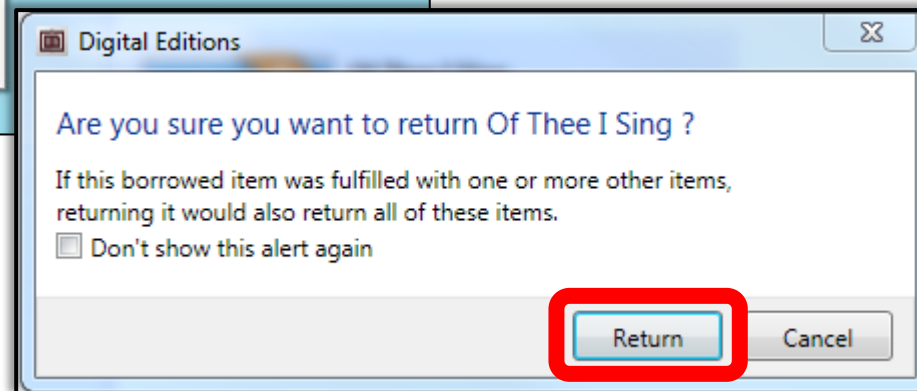 Digital Editions
Are you sure you want to return Of Thee I Sing ?
If this borrowed item was fulfilled with one or more other items,
returning it would also return all of these items.
Don't show this alert again
Return Cancel